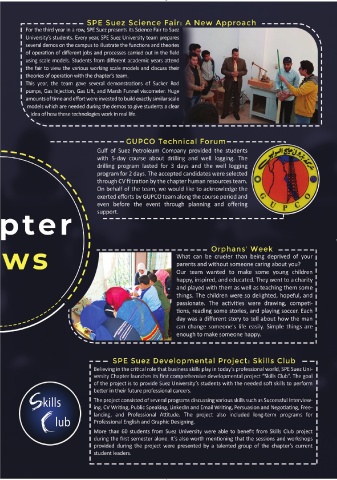 SPE Suez Science Fair: A New Approach
For the third year in a row, SPE Suez presents its Science Fair to Suez
University's students. Every year, SPE Suez University team prepares
several demos on the campus to illustrate the functions and theories
of operation of different jobs and processes carried out in the field
using scale models. Students from different academic years attend
the fair to view the various working scale models and discuss their
theories of operation with the chapter's team.
This year the team gave several demonstrations of Sucker Rod
pumps, Gas Injection, Gas Lift, and Marsh Funnel viscometer. Huge
amounts of time and effort were invested to build exactly similar scale
models which are needed during the demos to give students a clear
idea of how these technologies work in real life.
GUPCO Technical Forum
Gulf of Suez Petroleum Company provided the students
with 5-day course about drilling and well logging. The
drilling program lasted for 3 days and the well logging
program for 2 days. The accepted candidates were selected
through CV filtration by the chapter human resources team.
On behalf of the team, we would like to acknowledge the
exerted efforts by GUPCO team along the course period and
even before the event through planning and offering
support.
GUPCO
pter
ws
Orphans' Week
What can be crueler than being deprived of your
parents and without someone caring about you?
Our team wanted to make some young children
happy, inspired, and educated. They went to a charity
and played with them as well as teaching them some
things. The children were so delighted, hopeful, and
passionate. The activities were drawing, competi-
tions, reading some stories, and playing soccer. Each
day was a different story to tell about how the man
can change someone's life easily. Simple things are
enough to make someone happy.
SPE Suez Developmental Project: Skills Club
Believing in the critical role that business skills play in today's professional world, SPE Suez Uni-
versity Chapter launches its first comprehensive developmental project "Skills Club". The goal
of the project is to provide Suez University's students with the needed soft skills to perform
better in their future professional careers.
The project consisted of several programs discussing various skills such as Successful Interview-
ing, CV Writing, Public Speaking, LinkedIn and Email Writing, Persuasion and Negotiating, Free-
lancing, and Professional Attitude. The project also included long-term programs for
Professional English and Graphic Designing.
More than 60 students from Suez University were able to benefit from Skills Club project
during the first semester alone. It's also worth mentioning that the sessions and workshops
provided during the project were presented by a talented group of the chapter's current
student leaders.
Skills
Club